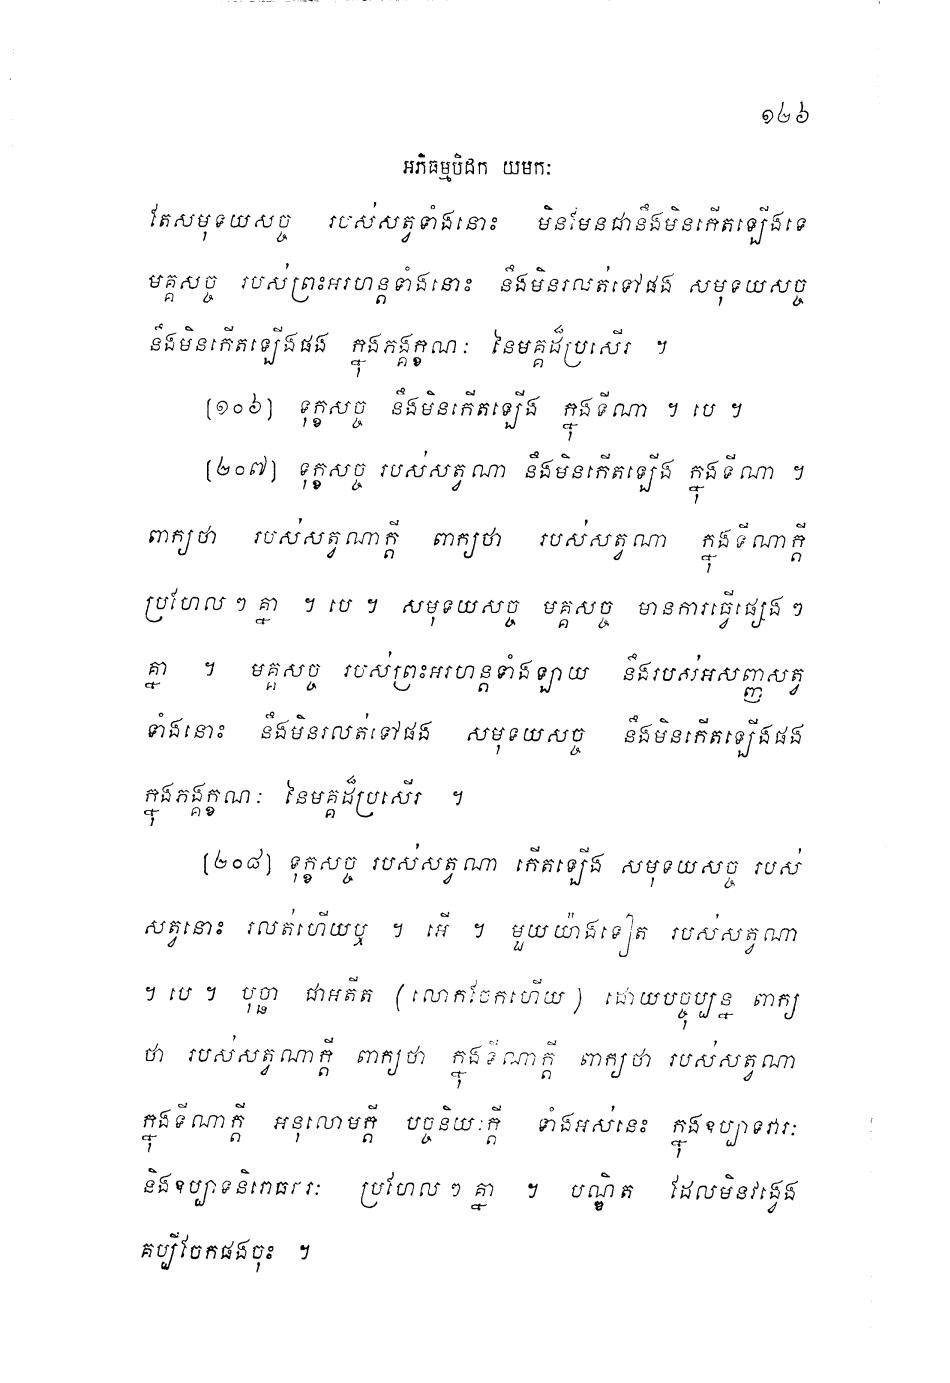 ១២៦
អភិធម្មបិដក យមកៈ
តែសមុទយសច្ច របស់សត្វទាំងនោះ មិនមែនជានឹងមិនកើតឡើងទេ
មគ្គសច្ច របស់ព្រះអរហន្តទាំងនោះ នឹងមិនរលត់ទៅផង សមុទយសច្ច
នឹងមិនកើតឡើងផង ក្នុងភង្គក្ខណៈ នៃមគ្គដ៏ប្រសើរ ។
(១០៦) ទុក្ខសច្ច នឹងមិនកើតឡើង ក្នុងទីណា ។ បេ ។
(២០៧) ទុក្ខសច្ច របស់សត្វណា នឹងមិនកើតឡើង ក្នុងទីណា ។
ពាក្យថា របស់សត្វណាក្តី ពាក្យថា របស់សត្វណា ក្នុងទីណាក្តី
ប្រហែលៗគ្នា ។ បេ ។ សមុទយសច្ច មគ្គសច្ច មានការធ្វើផ្សេងៗ
គ្នា ។ មគ្គសច្ច របស់ព្រះអរហន្តទាំងឡាយ នឹងរបស់អសញ្ញសត្វ
ទាំងនោះ នឹងមិនរលត់ទៅផង សមុទយសច្ច នឹងមិនកើតឡើងផង
ក្នុងភង្គក្ខណៈ នៃមគ្គដ៏ប្រសើរ ។
(២០៨) ទុក្ខសច្ច របស់សត្វណា កើតឡើង សមុទយសច្ច របស់
សត្វនោះ រលត់ហើយឬ ។ អើ ។ មួយយ៉ាងទៀត របស់សត្វណា
។ បេ ។ បុច្ឆា ជាអតីត (លោកចែកហើយ) ដោយបច្ចុប្បន្ន ពាក្យ
ថា របស់សត្វណាក្តី ពាក្យថា ក្នុងទីណាក្តី ពាក្យថា របស់សត្វណា
ក្នុងទីណាក្តី អនុលោមក្តី បច្ចនិយៈក្តី ទាំងអស់នេះ ក្នុងឧប្បាទវារៈ
និងឧប្បាទនិរោធវារៈ ប្រហែលៗគ្នា ។ បណ្ឌិត ដែលមិនវង្វេង
គប្បីចែកផងចុះ ។